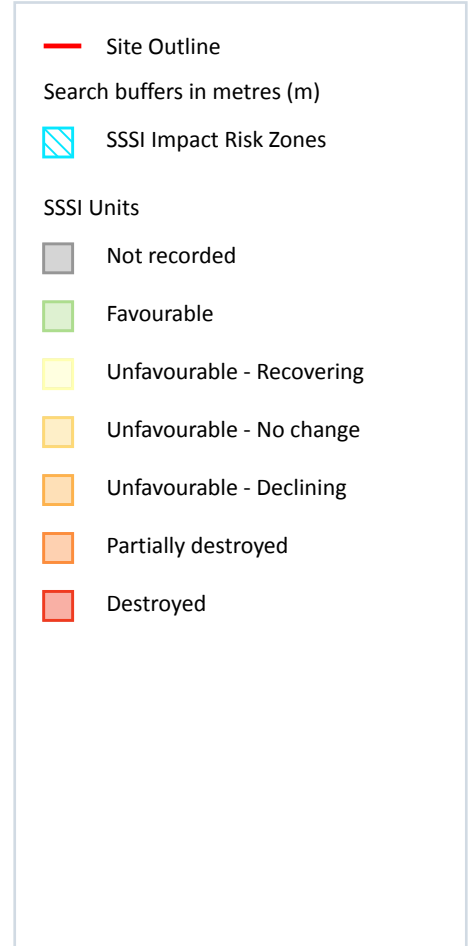 Site Outline
Search buffers in metres (m)
SSSI Impact Risk Zones
SSSI Units
Not recorded
Favourable
Unfavourable - Recovering
Unfavourable - No change
Unfavourable - Declining
Partially destroyed
Destroyed